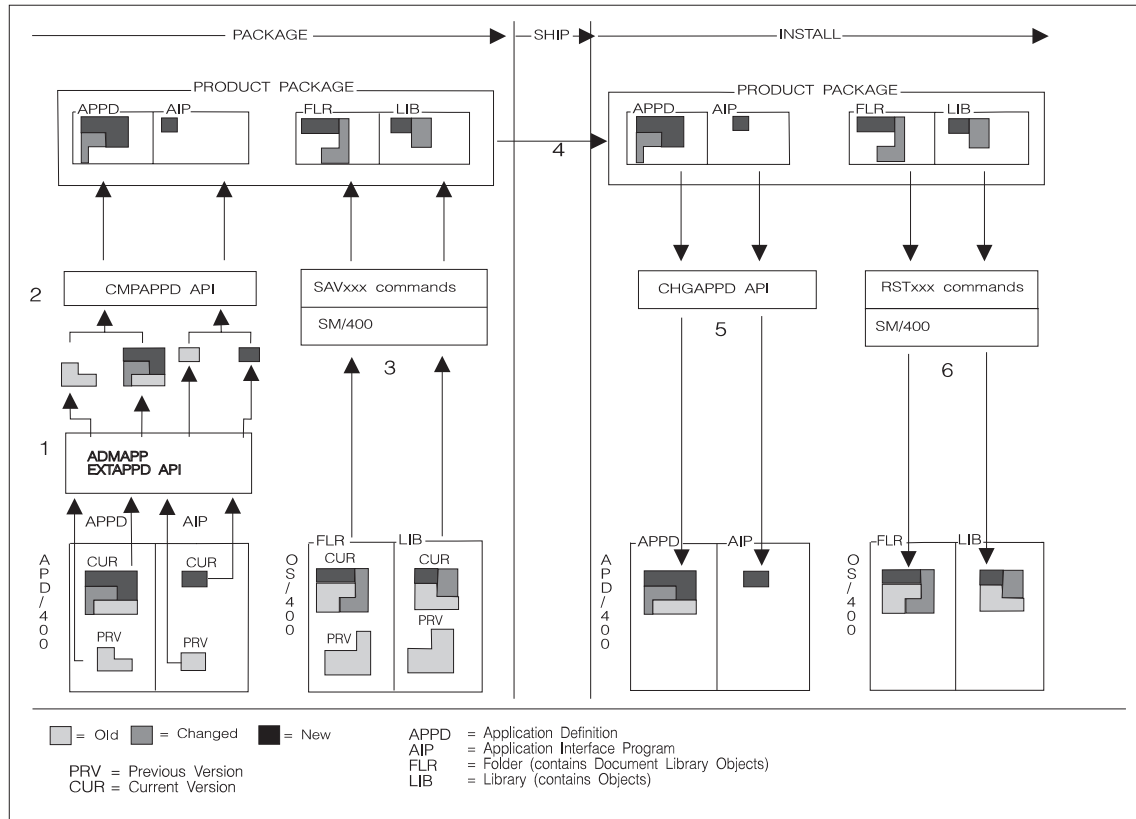 PACKAGE SHIP INSTALL
PRODUCT PACKAGE PRODUCT PACKAGE
APPD AIP FLR LIB APPD AIP FLR LIB
4
2 CMPAPPD API SAVxxx commands CHGAPPD API RSTxxx commands
SM/400 5 SM/400
3 6
1 ADMAPP
EXTAPPD API
APPD AIP
APD/400 OS/400 APD/400 OS/400
FLR LIB APPD AIP FLR LIB
CUR CUR CUR CUR
PRV PRV PRV PRV
= Old = Changed = New
PRV = Previous Version
CUR = Current Version
APPD = Application Definition
AIP = Application Interface Program
FLR = Folder (contains Document Library Objects)
LIB = Library (contains Objects)